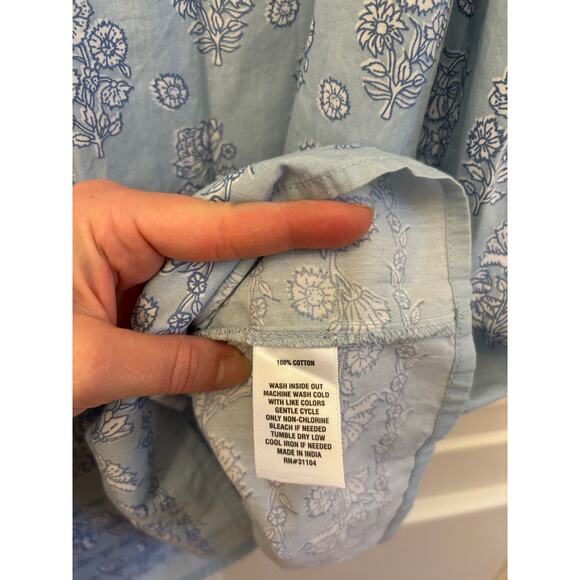 100% COTTON
WASH INSIDE OUT
MACHINE WASH COLD
WITH LIKE COLORS
GENTLE CYCLE
ONLY NON-CHLORINE
BLEACH IF NEEDED
TUMBLE DRY LOW
COOL IRON IF NEEDED
MADE IN INDIA
RN#31104